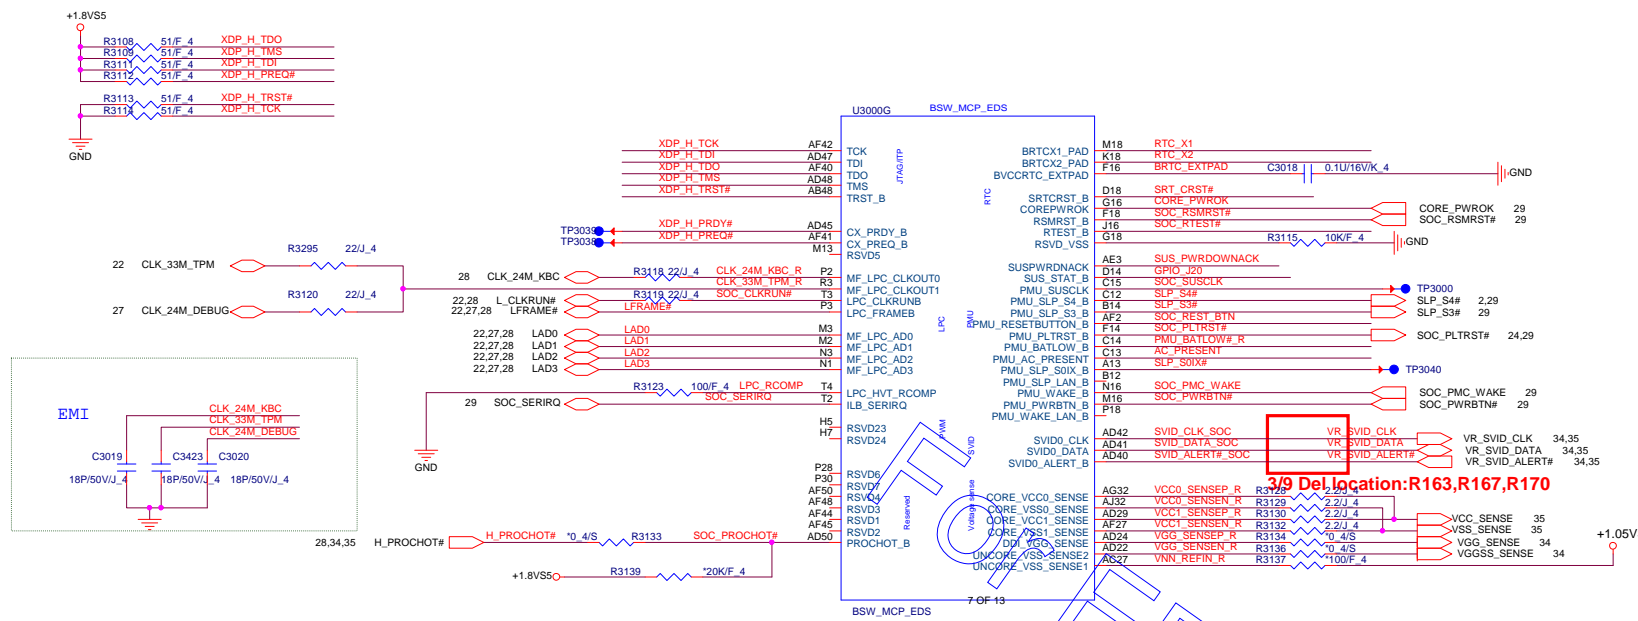 +1.8VS5
R3108 51/F_4 XDP_H_TDO
R3109 51/F_4 XDP_H_TMS
R3111 51/F_4 XDP_H_TDI
R3112 51/F_4 XDP_H_PREQ#
R3113 51/F_4 XDP_H_TRST#
R3114 51/F_4 XDP_H_TCK
GND
U3000G BSW_MCP_EDS
XDP_H_TCK AF42 TCK
XDP_H_TDI AD47 TDI
XDP_H_TDO AF40 TDO
XDP_H_TMS AD48 TMS
XDP_H_TRST# AB48 TRST_B
JTAG/ITP
TP3039 XDP_H_PRDY# AD45 CX_PRDY_B
TP3038 XDP_H_PREQ# AF41 CX_PREQ_B
M13 RSVD5
R3295 22/J_4
22 CLK_33M_TPM
R3120 22/J_4
27 CLK_24M_DEBUG
28 CLK_24M_KBC R3118 22/J_4 CLK_24M_KBC_R P2 MF_LPC_CLKOUT0
CLK_33M_TPM_R R3 MF_LPC_CLKOUT1
22,28 L_CLKRUN# R3119 22/J_4 SOC_CLKRUN# T3 LPC_CLKRUNB
22,27,28 LFRAME# LFRAME# P3 LPC_FRAMEB
LPC
22,27,28 LAD0 LAD0 M3 MF_LPC_AD0
22,27,28 LAD1 LAD1 M2 MF_LPC_AD1
22,27,28 LAD2 LAD2 N3 MF_LPC_AD2
22,27,28 LAD3 LAD3 N1 MF_LPC_AD3
R3123 100/F_4 LPC_RCOMP T4 LPC_HVT_RCOMP
29 SOC_SERIRQ SOC_SERIRQ T2 ILB_SERIRQ
GND
H5 RSVD23
H7 RSVD24
PWM
P28 RSVD6
P30 RSVD7
AF50 RSVD4
AF48 RSVD3
AF44 RSVD1
AF45 RSVD2
Reserved
28,34,35 H_PROCHOT# H_PROCHOT# *0_4/S R3133 SOC_PROCHOT# AD50 PROCHOT_B
+1.8VS5 R3139 *20K/F_4
EMI
CLK_24M_KBC
CLK_33M_TPM
CLK_24M_DEBUG
C3019 C3423 C3020
18P/50V/J_4 18P/50V/J_4 18P/50V/J_4
BRTCX1_PAD M18 RTC_X1
BRTCX2_PAD K18 RTC_X2
BVCCRTC_EXTPAD F16 BRTC_EXTPAD C3018 0.1U/16V/K_4 GND
RTC
SRTCRST_B D18 SRT_CRST#
COREPWROK G16 CORE_PWROK CORE_PWROK 29
RSMRST_B F18 SOC_RSMRST# SOC_RSMRST# 29
RTEST_B J16 SOC_RTEST#
RSVD_VSS G18 R3115 10K/F_4 GND
SUSPWRDNACK AE3 SUS_PWRDOWNACK
SUS_STAT_B D14 GPIO_J20
PMU_SUSCLK C15 SOC_SUSCLK TP3000
PMU_SLP_S4_B C12 SLP_S4# SLP_S4# 2,29
PMU_SLP_S3_B B14 SLP_S3# SLP_S3# 29
PMU
PMU_RESETBUTTON_B AF2 SOC_REST_BTN
PMU_PLTRST_B F14 SOC_PLTRST# SOC_PLTRST# 24,29
PMU_BATLOW_B C14 PMU_BATLOW#_R
PMU_AC_PRESENT C13 AC_PRESENT
PMU_SLP_S0IX_B A13 SLP_S0IX# TP3040
PMU_SLP_LAN_B B12
PMU_WAKE_B N16 SOC_PMC_WAKE SOC_PMC_WAKE 29
PMU_PWRBTN_B M16 SOC_PWRBTN# SOC_PWRBTN# 29
PMU_WAKE_LAN_B P18
SVID0_CLK AD42 SVID_CLK_SOC VR_SVID_CLK VR_SVID_CLK 34,35
SVID0_DATA AD41 SVID_DATA_SOC VR_SVID_DATA VR_SVID_DATA 34,35
SVID0_ALERT_B AD40 SVID_ALERT#_SOC VR_SVID_ALERT# VR_SVID_ALERT# 34,35
SVID
3/9 Del location:R163,R167,R170
CORE_VCC0_SENSE AG32 VCC0_SENSEP_R R3128 2.2/J_4
CORE_VSS0_SENSE AJ32 VCC0_SENSEN_R R3129 2.2/J_4
CORE_VCC1_SENSE AD29 VCC1_SENSEP_R R3130 2.2/J_4 VCC_SENSE 35
CORE_VSS1_SENSE AF27 VCC1_SENSEN_R R3132 2.2/J_4 VSS_SENSE 35
DDI_VGG_SENSE AD24 VGG_SENSEP_R R3134 *0_4/S VGG_SENSE 34
UNCORE_VSS_SENSE2 AD22 VGG_SENSEN_R R3136 *0_4/S VGGSS_SENSE 34
UNCORE_VSS_SENSE1 AG27 VNN_REFIN_R R3137 *100/F_4 +1.05V
Voltage sense
7 OF 13
BSW_MCP_EDS